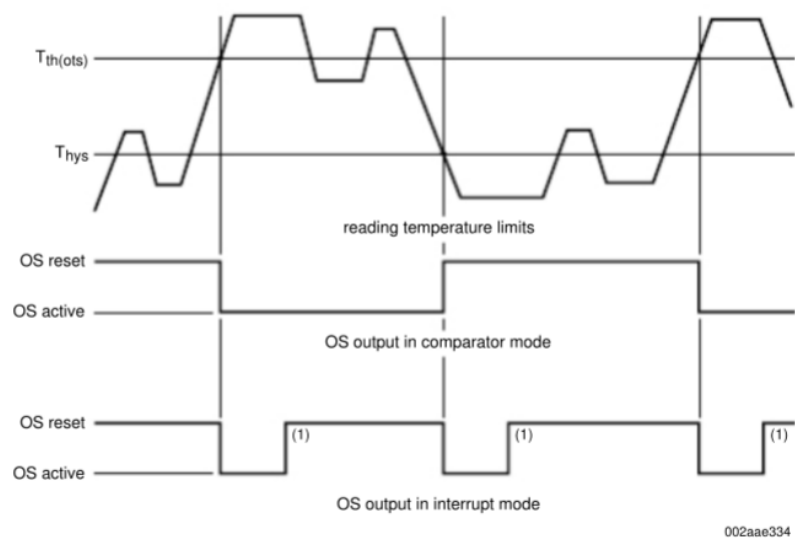 Tth(ots)
Thys
reading temperature limits
OS reset
OS active
OS output in comparator mode
OS reset
(1)
(1)
(1)
OS active
OS output in interrupt mode
002aae334